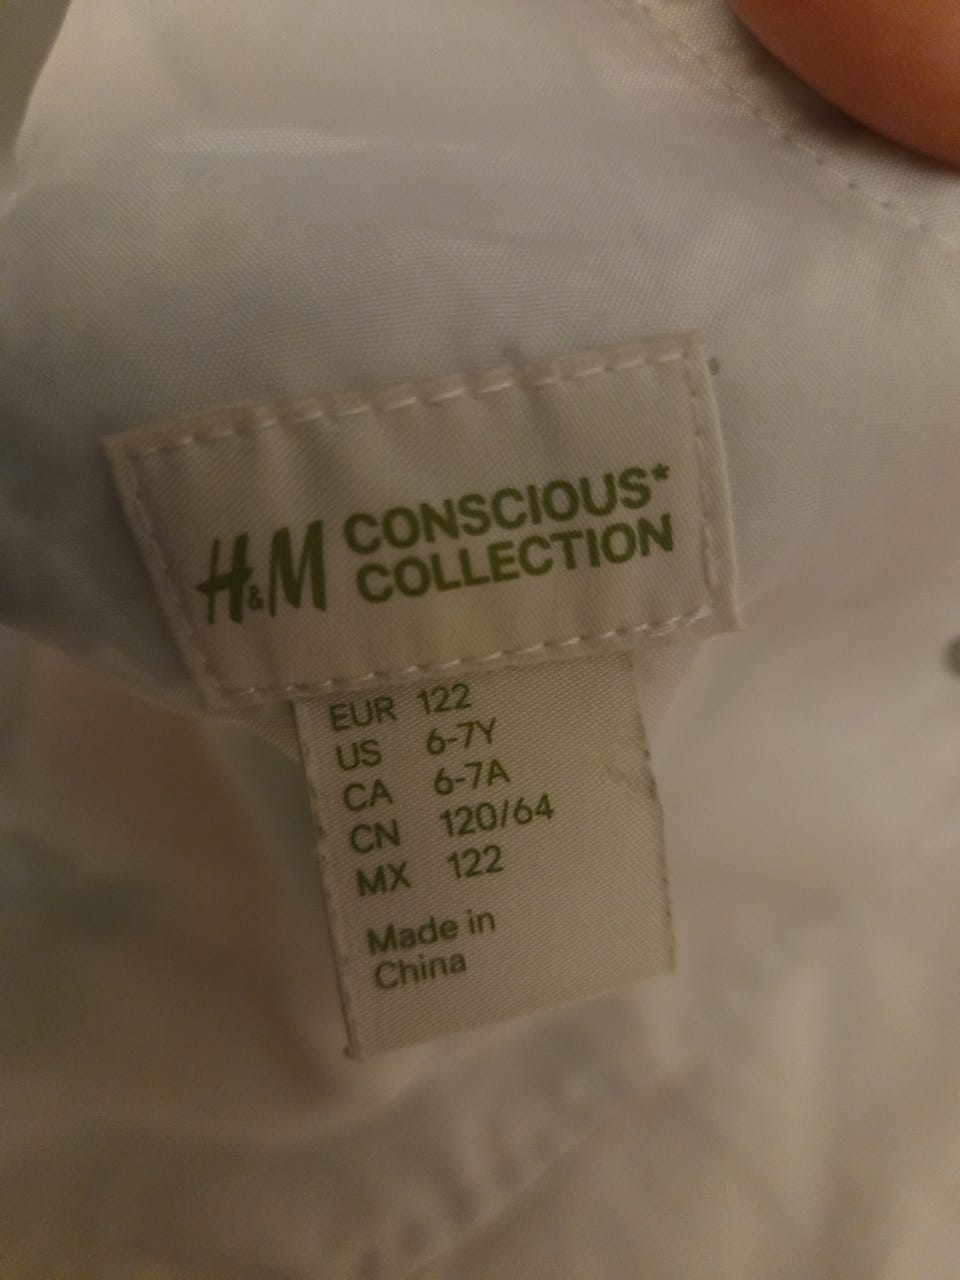 H&M CONSCIOUS*
COLLECTION
EUR 122
US 6-7Y
CA 6-7A
CN 120/64
MX 122
Made in
China